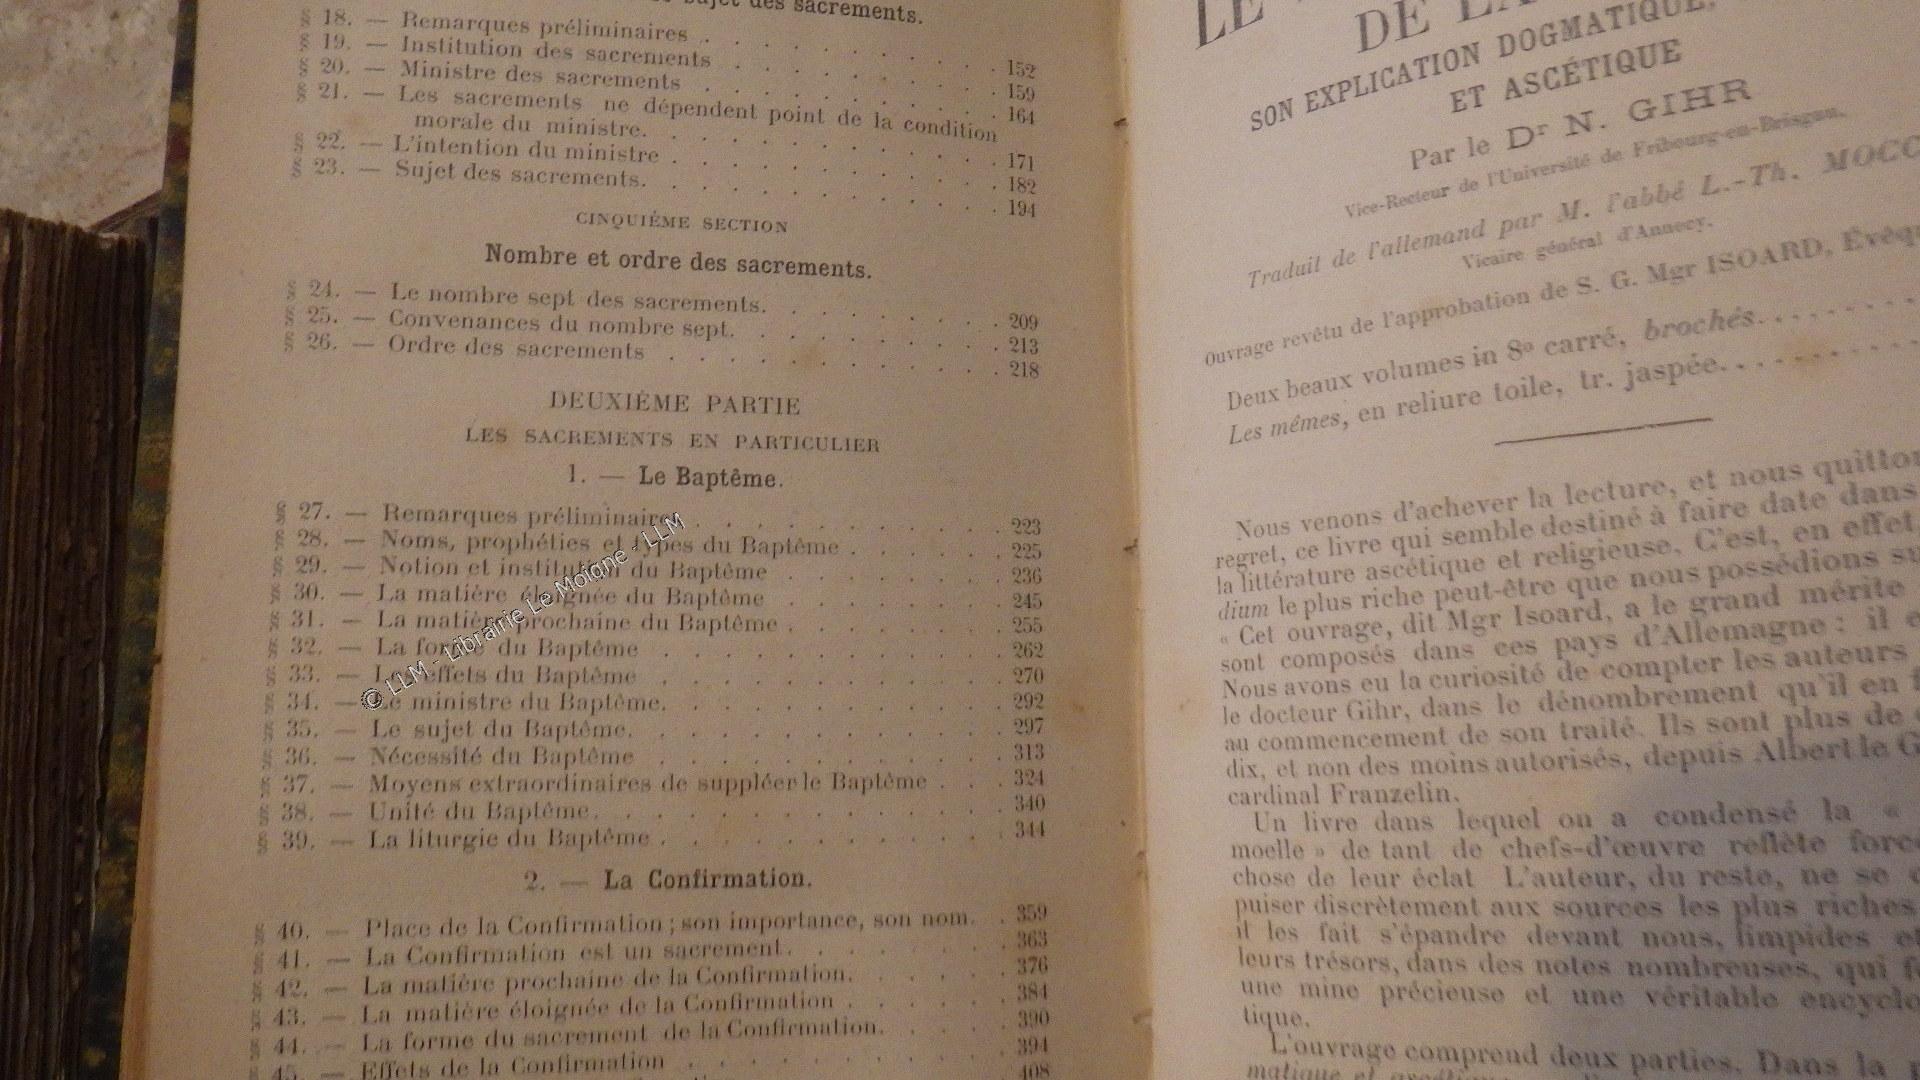 sujet des sacrements.
§ 18. — Remarques préliminaires . . . . . . . 152
§ 19. — Institution des sacrements . . . . . . . 159
§ 20. — Ministre des sacrements . . . . . . . 164
§ 21. — Les sacrements ne dépendent point de la condition
morale du ministre. . . . . . . . 171
§ 22. — L'intention du ministre . . . . . . . 182
§ 23. — Sujet des sacrements. . . . . . . . 194
CINQUIÈME SECTION
Nombre et ordre des sacrements.
§ 24. — Le nombre sept des sacrements. . . . . . . 209
§ 25. — Convenances du nombre sept. . . . . . . 213
§ 26. — Ordre des sacrements . . . . . . . 218
DEUXIÈME PARTIE
LES SACREMENTS EN PARTICULIER
1. — Le Baptême.
§ 27. — Remarques préliminaires . . . . . . . 223
§ 28. — Noms, prophéties et types du Baptême . . . . 225
§ 29. — Notion et institution du Baptême . . . . . 236
§ 30. — La matière éloignée du Baptême . . . . . 245
§ 31. — La matière prochaine du Baptême . . . . . 255
§ 32. — La forme du Baptême . . . . . . . 262
§ 33. — Les effets du Baptême . . . . . . . 270
§ 34. — Le ministre du Baptême. . . . . . . 292
§ 35. — Le sujet du Baptême. . . . . . . 297
§ 36. — Nécessité du Baptême . . . . . . . 313
§ 37. — Moyens extraordinaires de suppléer le Baptême . . . 324
§ 38. — Unité du Baptême. . . . . . . . 340
§ 39. — La liturgie du Baptême . . . . . . . 344
2. — La Confirmation.
§ 40. — Place de la Confirmation ; son importance, son nom. . 359
§ 41. — La Confirmation est un sacrement. . . . . . 363
§ 42. — La matière prochaine de la Confirmation. . . . . 376
§ 43. — La matière éloignée de la Confirmation . . . . . 384
§ 44. — La forme du sacrement de la Confirmation. . . . 390
§ 45. — Effets de la Confirmation . . . . . . . 394
408
© LLM - Librairie Le Moigne - LLM
LE
DE LA
SON EXPLICATION DOGMATIQUE,
ET ASCÉTIQUE
Par le Dr N. GIHR
Vice-Recteur de l'Université de Fribourg-en-Brisgau.
Traduit de l'allemand par M. l'abbé L.-Th. MOCC
Vicaire général d'Annecy.
Ouvrage revêtu de l'approbation de S. G. Mgr ISOARD, Évêqu
Deux beaux volumes in 8º carré, brochés. . . . . . .
Les mêmes, en reliure toile, tr. jaspée. . . . . . . .
Nous venons d'achever la lecture, et nous quitton
regret, ce livre qui semble destiné à faire date dans
la littérature ascétique et religieuse. C'est, en effet,
dium le plus riche peut-être que nous possédions su
« Cet ouvrage, dit Mgr Isoard, a le grand mérite
sont composés dans ces pays d'Allemagne : il e
Nous avons eu la curiosité de compter les auteurs
le docteur Gihr, dans le dénombrement qu'il en f
au commencement de son traité. Ils sont plus de
dix, et non des moins autorisés, depuis Albert le G
cardinal Franzelin.
Un livre dans lequel on a condensé la «
moelle » de tant de chefs-d'œuvre reflète force
chose de leur éclat L'auteur, du reste, ne se
puiser discrètement aux sources les plus riches
il les fait s'épandre devant nous, limpides et
leurs trésors, dans des notes nombreuses, qui f
une mine précieuse et une véritable encyclo
tique.
L'ouvrage comprend deux parties. Dans la
matique et ascétique